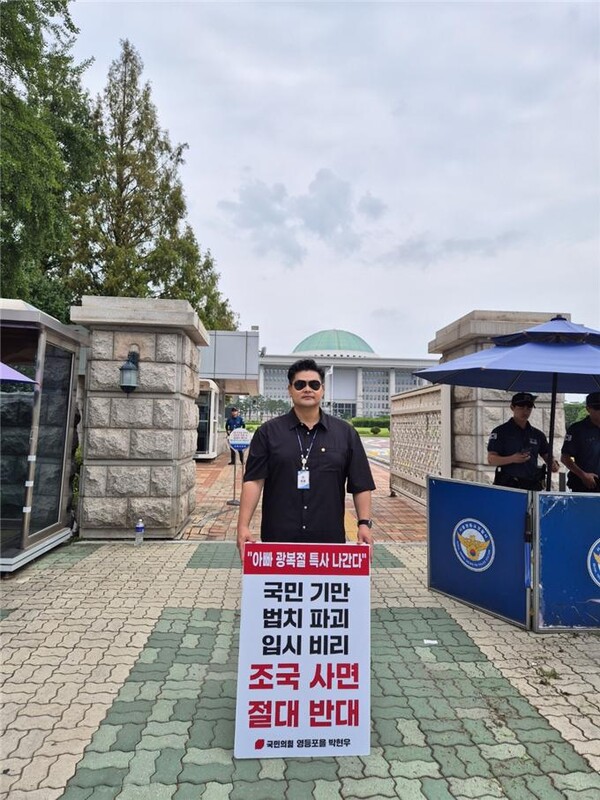 "아빠 광복절 특사 나간다"
국민 기만
법치 파괴
입시 비리
조국 사면
절대 반대
국민의힘 영등포을 박현우